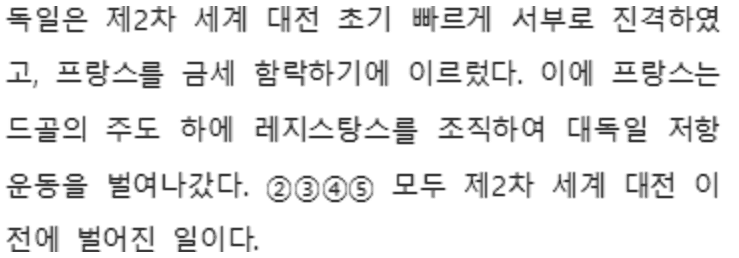 독일은 제2차 세계 대전 초기 빠르게 서부로 진격하였
고, 프랑스를 금세 함락하기에 이르렀다. 이에 프랑스는
드골의 주도 하에 레지스탕스를 조직하여 대독일 저항
운동을 벌여나갔다. ②③④⑤ 모두 제2차 세계 대전 이
전에 벌어진 일이다.